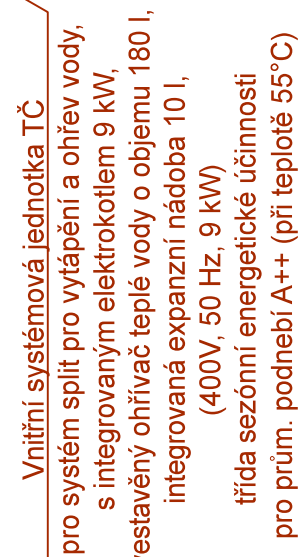 Vnitřní systémová jednotka TČ
pro systém split pro vytápění a ohřev vody,
s integrovaným elektrokotlem 9 kW,
estavěný ohřívač teplé vody o objemu 180 l,
integrovaná expanzní nádoba 10 l,
(400V, 50 Hz, 9 kW)
třída sezónní energetické účinnosti
pro prům. podnebí A++ (při teplotě 55°C)